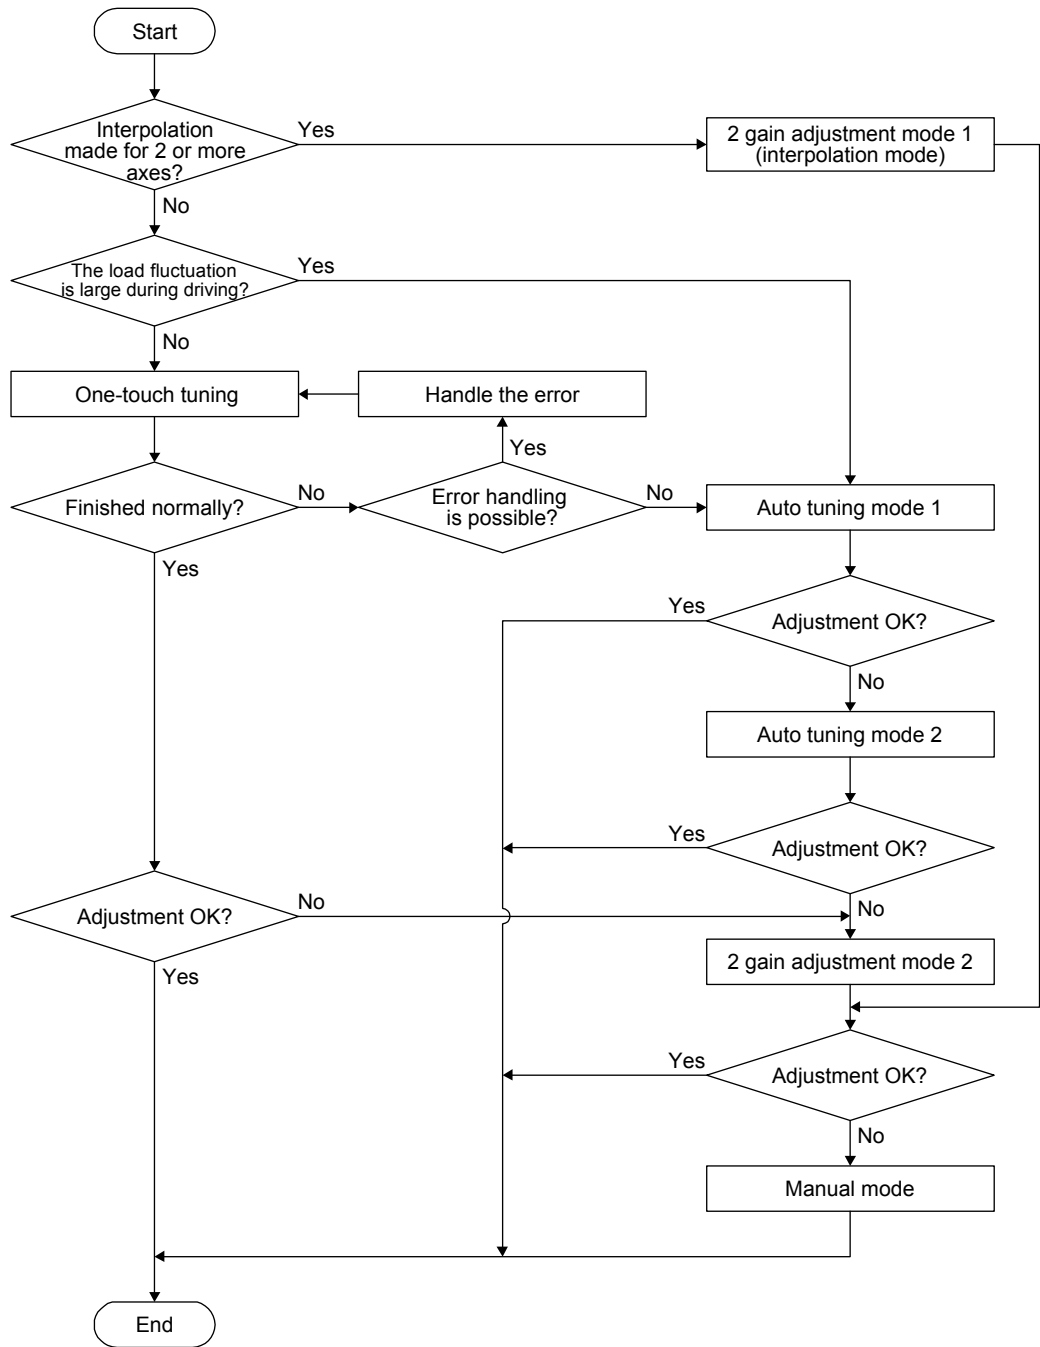 Start
Interpolation
made for 2 or more
axes?
Yes
2 gain adjustment mode 1
(interpolation mode)
No
The load fluctuation
is large during driving?
Yes
No
One-touch tuning
Handle the error
Yes
Finished normally?
No
Error handling
is possible?
No
Auto tuning mode 1
Yes
Yes
Adjustment OK?
No
Auto tuning mode 2
Yes
Adjustment OK?
No
Adjustment OK?
No
Yes
2 gain adjustment mode 2
Yes
Adjustment OK?
No
Manual mode
End